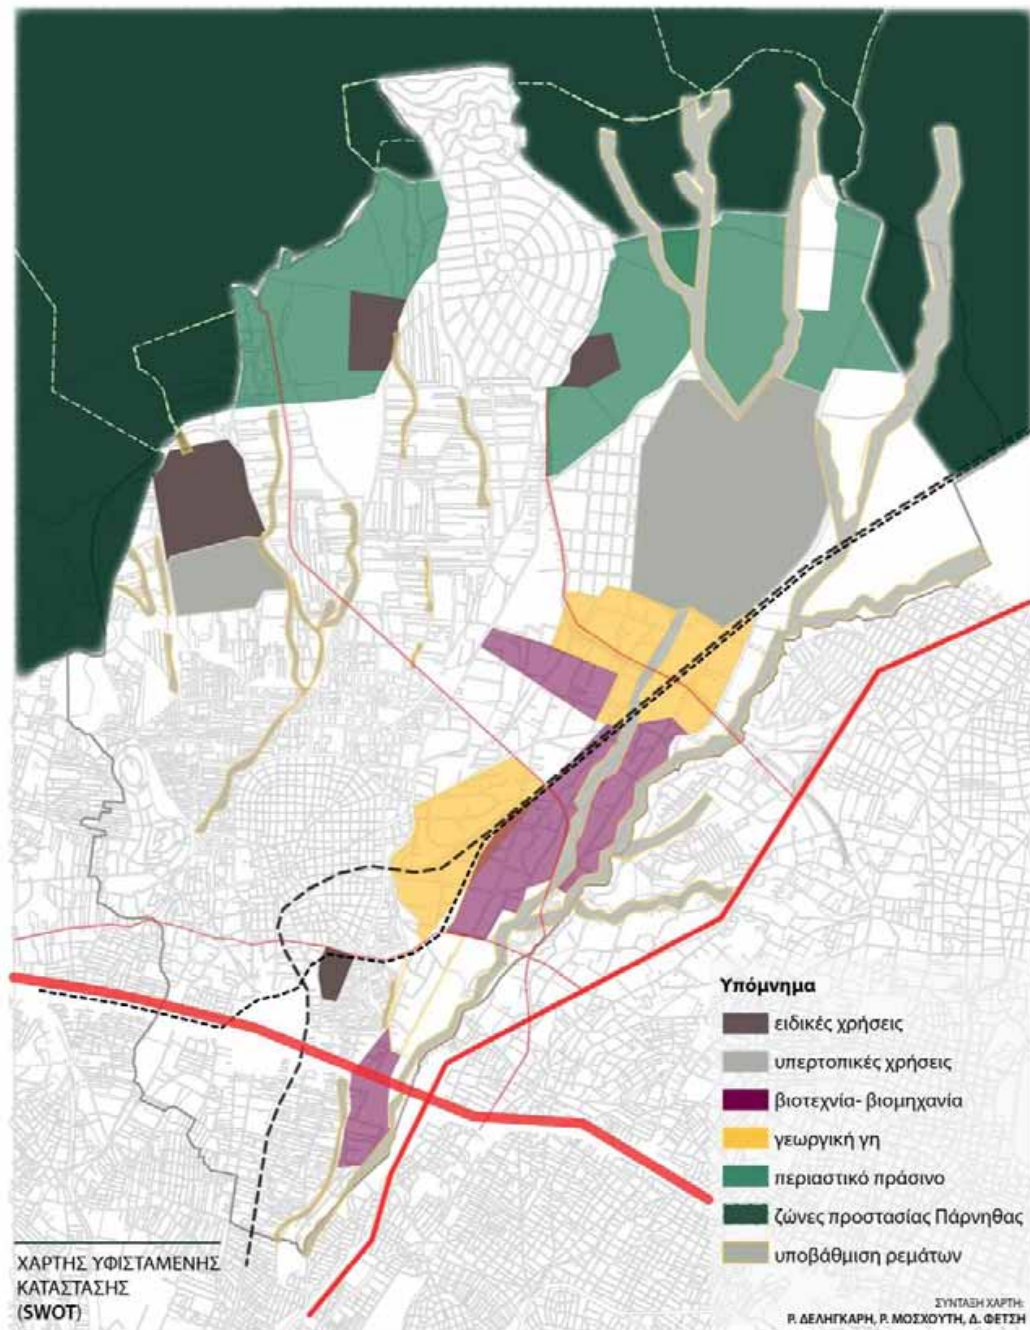 Υπόμνημα
ειδικές χρήσεις
υπερτοπικές χρήσεις
βιοτεχνία- βιομηχανία
γεωργική γη
περιαστικό πράσινο
ζώνες προστασίας Πάρνηθας
υποβάθμιση ρεμάτων
ΧΑΡΤΗΣ ΥΦΙΣΤΑΜΕΝΗΣ
ΚΑΤΑΣΤΑΣΗΣ
(SWOT)
ΣΥΝΤΑΞΗ ΧΑΡΤΗ:
Ρ. ΔΕΛΗΓΚΑΡΗ, Ρ. ΜΟΣΧΟΥΤΗ, Δ. ΦΕΤΣΗ